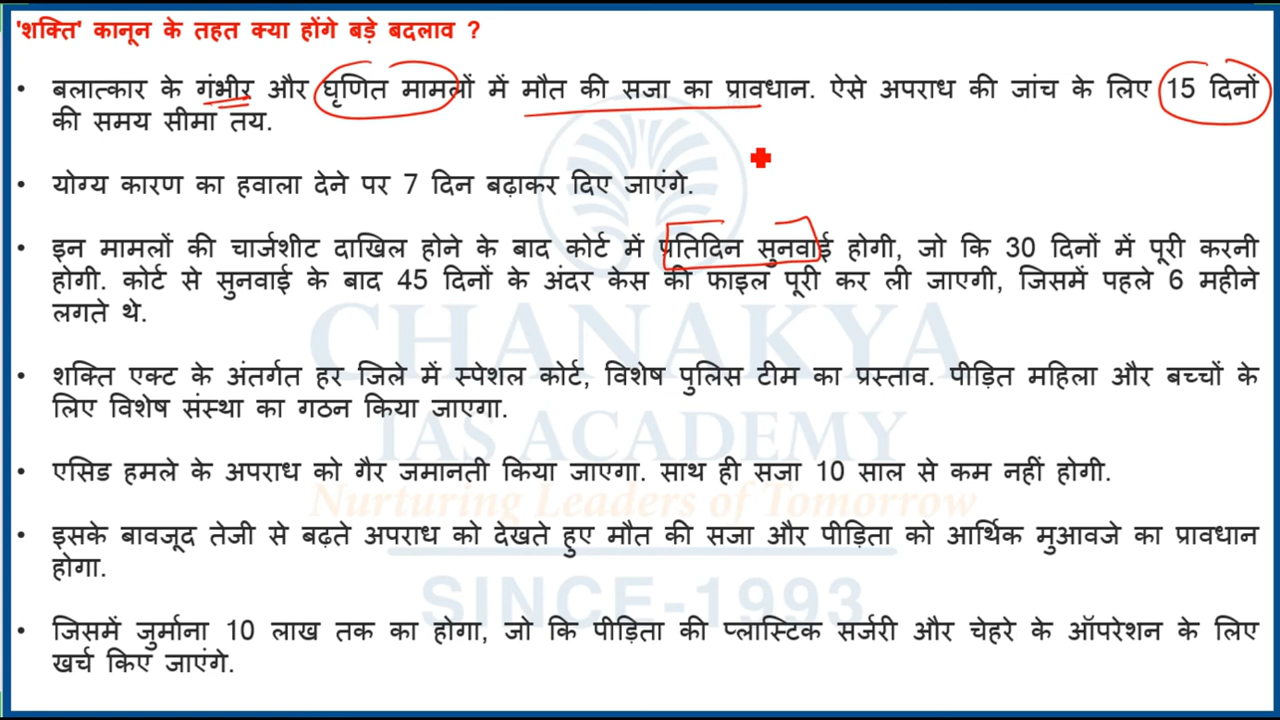 'शक्ति' कानून के तहत क्या होंगे बड़े बदलाव ?
• बलात्कार के गंभीर और घृणित मामलों में मौत की सजा का प्रावधान. ऐसे अपराध की जांच के लिए 15 दिनों
की समय सीमा तय.
• योग्य कारण का हवाला देने पर 7 दिन बढ़ाकर दिए जाएंगे.
• इन मामलों की चार्जशीट दाखिल होने के बाद कोर्ट में प्रतिदिन सुनवाई होगी, जो कि 30 दिनों में पूरी करनी
होगी. कोर्ट से सुनवाई के बाद 45 दिनों के अंदर केस की फाइल पूरी कर ली जाएगी, जिसमें पहले 6 महीने
लगते थे.
• शक्ति एक्ट के अंतर्गत हर जिले में स्पेशल कोर्ट, विशेष पुलिस टीम का प्रस्ताव. पीड़ित महिला और बच्चों के
लिए विशेष संस्था का गठन किया जाएगा.
• एसिड हमले के अपराध को गैर जमानती किया जाएगा. साथ ही सजा 10 साल से कम नहीं होगी.
• इसके बावजूद तेजी से बढ़ते अपराध को देखते हुए मौत की सजा और पीड़िता को आर्थिक मुआवजे का प्रावधान
होगा.
• जिसमें जुर्माना 10 लाख तक का होगा, जो कि पीड़िता की प्लास्टिक सर्जरी और चेहरे के ऑपरेशन के लिए
खर्च किए जाएंगे.
CHANAKYA
IAS ACADEMY
Nurturing Leaders of Tomorrow
SINCE-1993